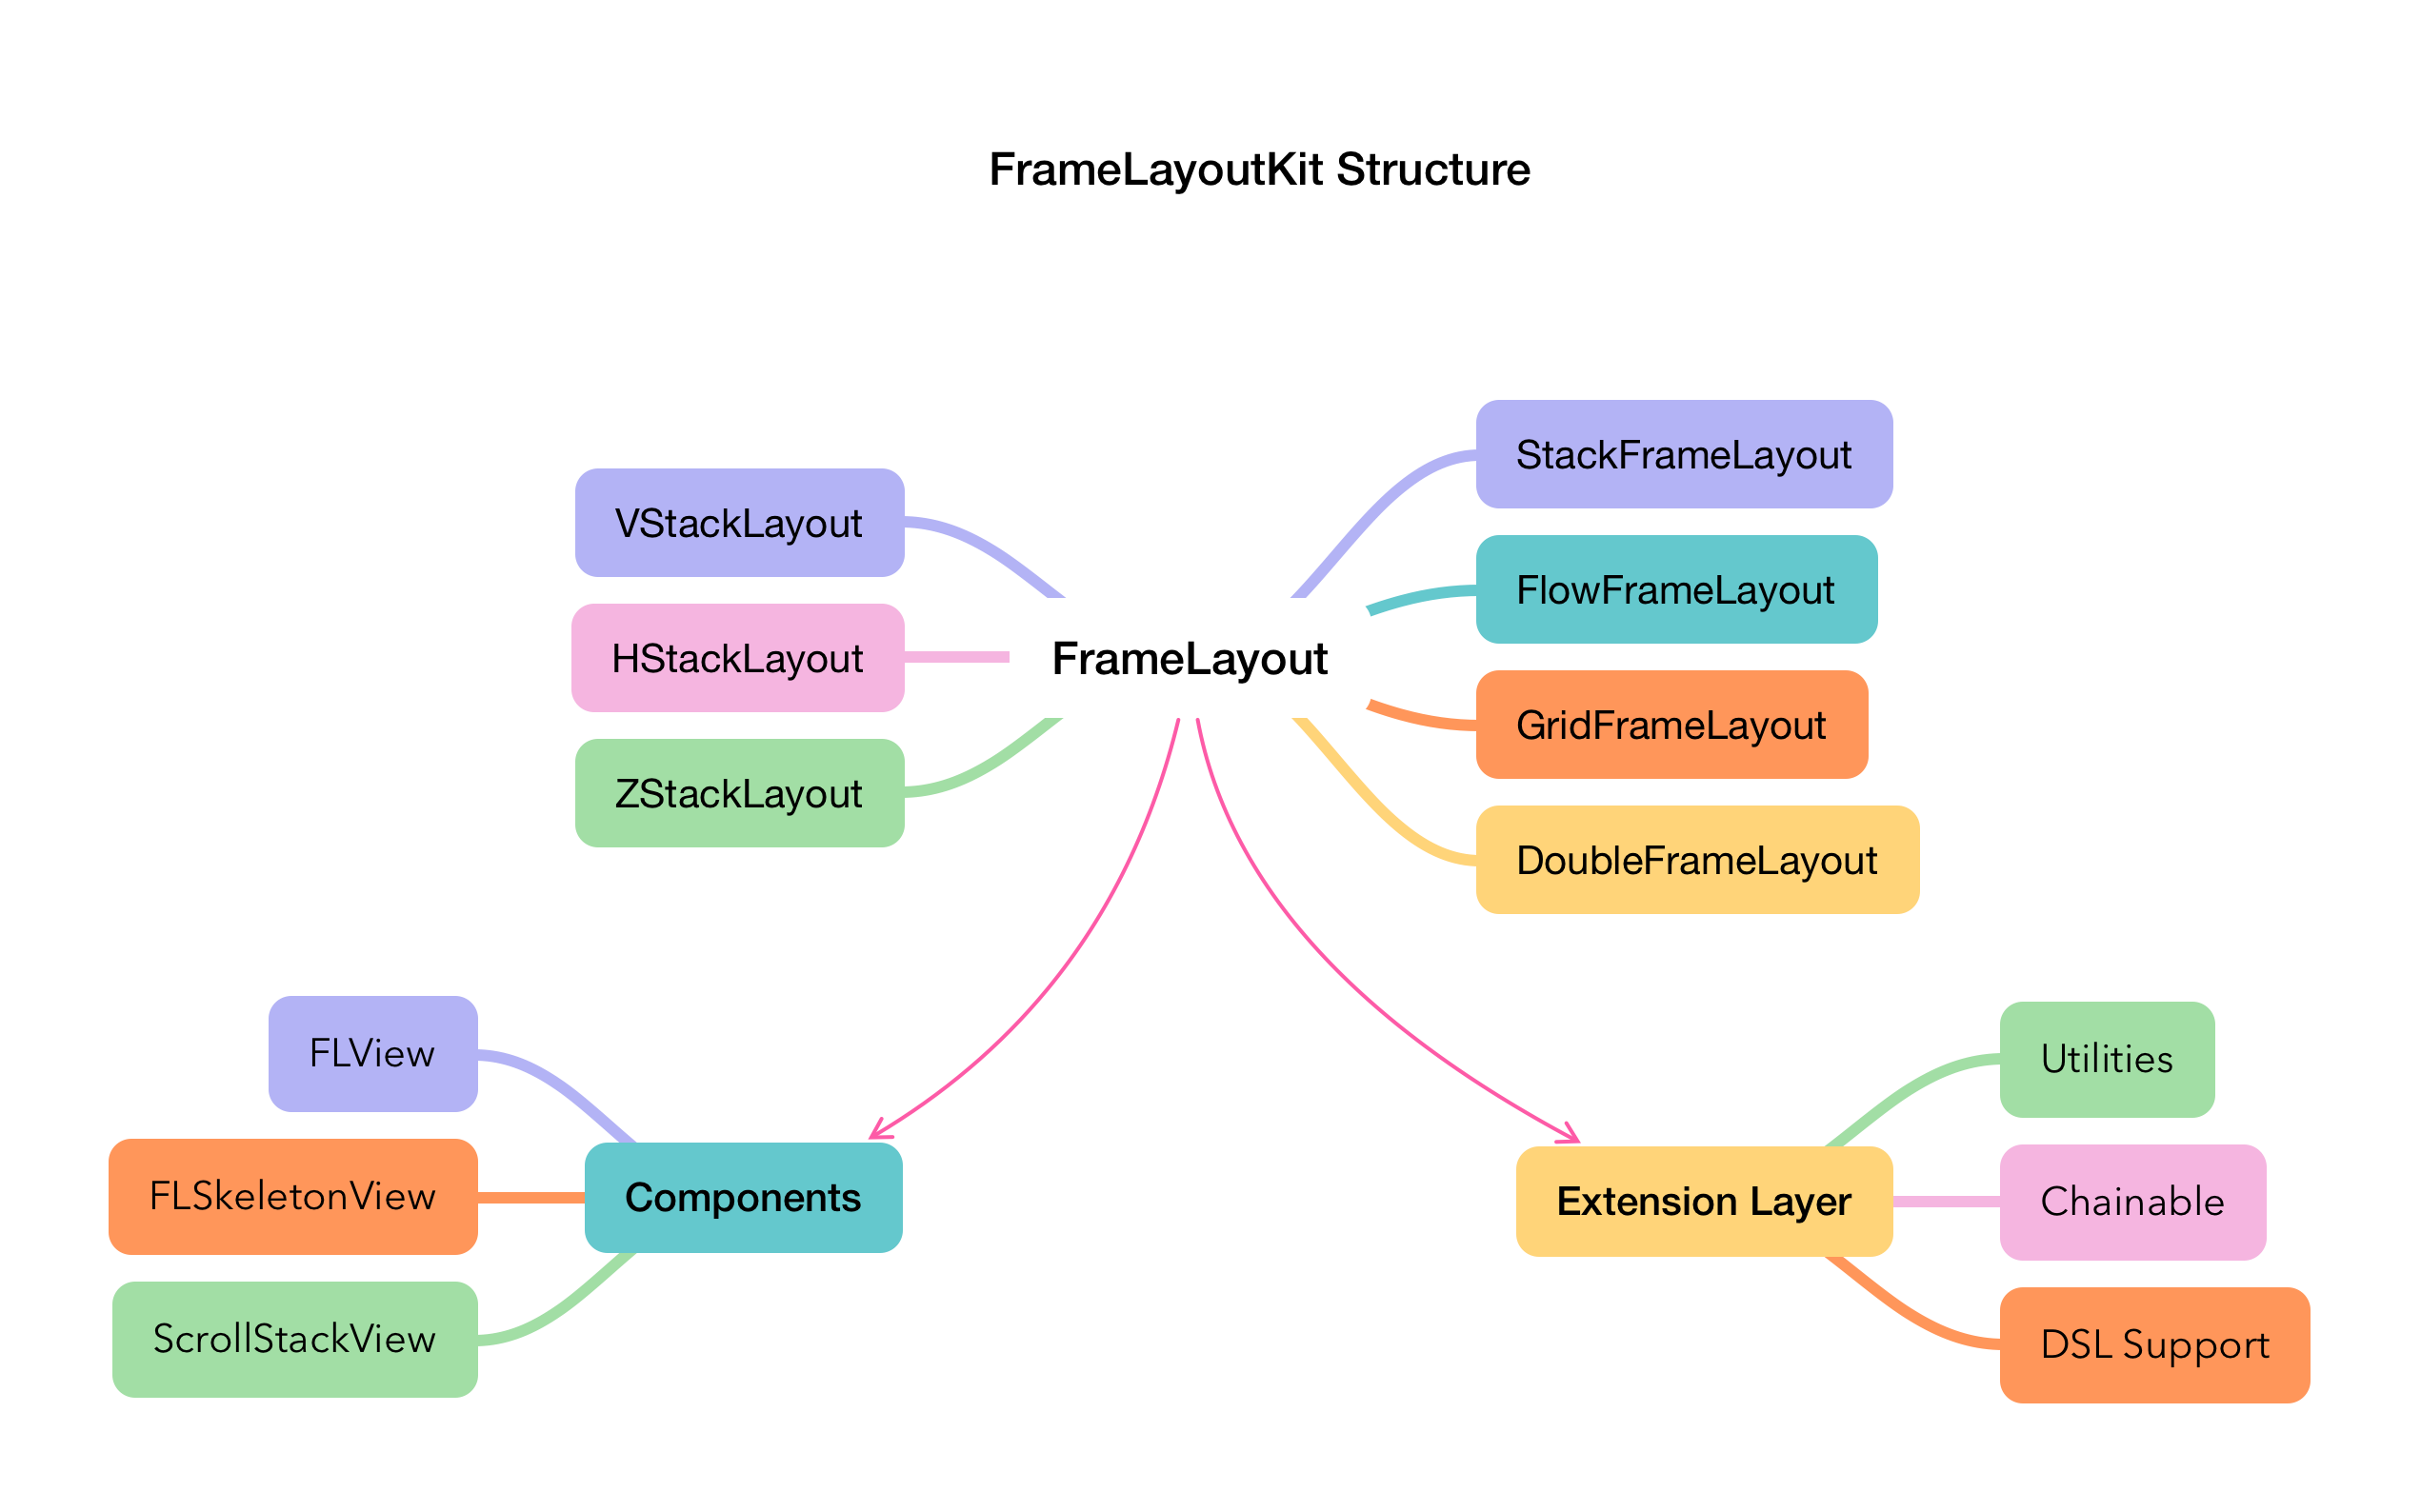 FrameLayoutKit Structure
VStackLayout
HStackLayout
ZStackLayout
FrameLayout
StackFrameLayout
FlowFrameLayout
GridFrameLayout
DoubleFrameLayout
FLView
FLSkeletonView
ScrollStackView
Components
Extension Layer
Utilities
Chainable
DSL Support